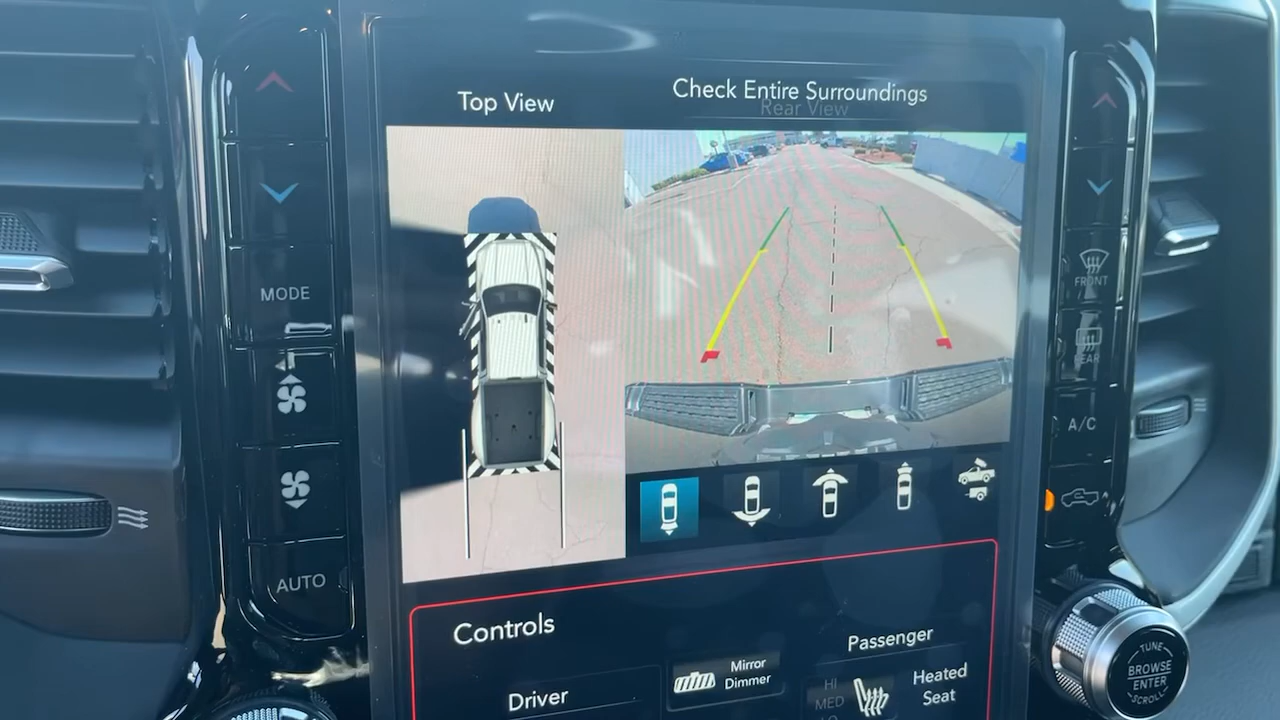 Top View
Check Entire Surroundings
Rear View
MODE
AUTO
FRONT
REAR
A/C
Controls
Driver
Mirror
Dimmer
Passenger
HI
MED
LO
Heated
Seat
TUNE
BROWSE
ENTER
SCROLL